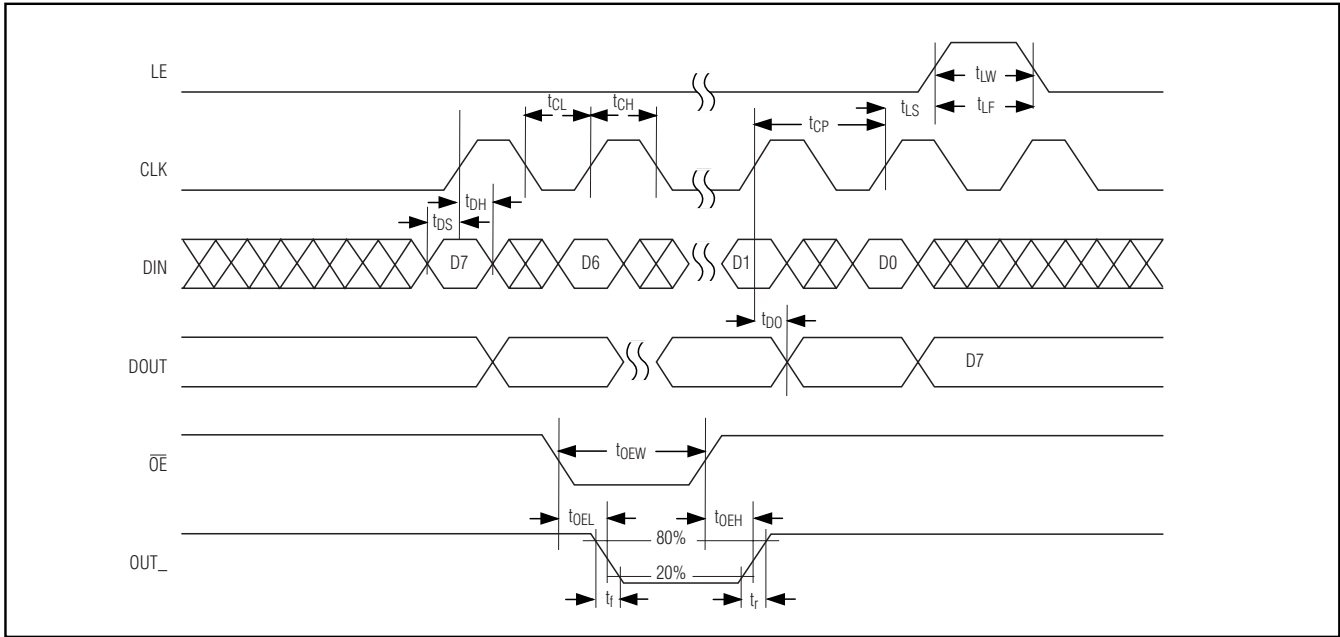 LE
tLW
tLS
tLF
tCL
tCH
tCP
CLK
tDH
tDS
DIN
D7
D6
D1
D0
tDO
DOUT
D7
OE
tOEW
tOEL
tOEH
80%
OUT_
20%
tf
tr